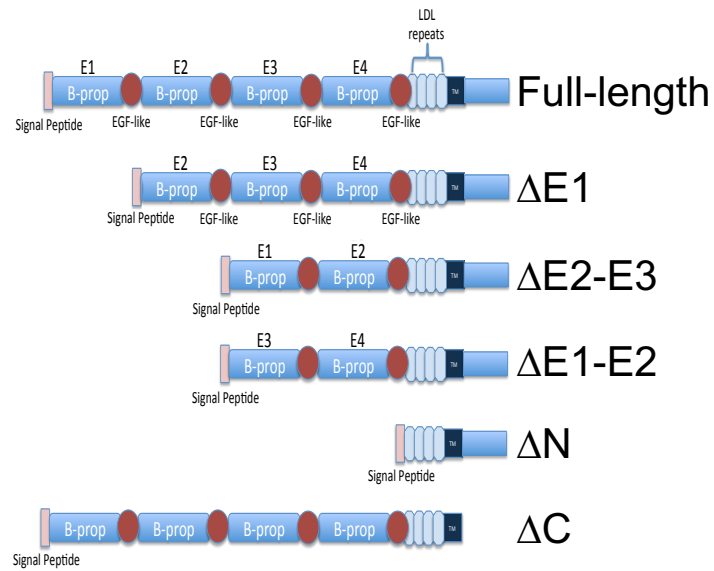 LDL
repeats
E1 E2 E3 E4
B-prop B-prop B-prop B-prop TM Full-length
Signal Peptide EGF-like EGF-like EGF-like EGF-like
E2 E3 E4
B-prop B-prop B-prop TM ΔE1
Signal Peptide EGF-like EGF-like EGF-like
E1 E2
B-prop B-prop TM ΔE2-E3
Signal Peptide
E3 E4
B-prop B-prop TM ΔE1-E2
Signal Peptide
TM ΔN
Signal Peptide
B-prop B-prop B-prop B-prop TM ΔC
Signal Peptide